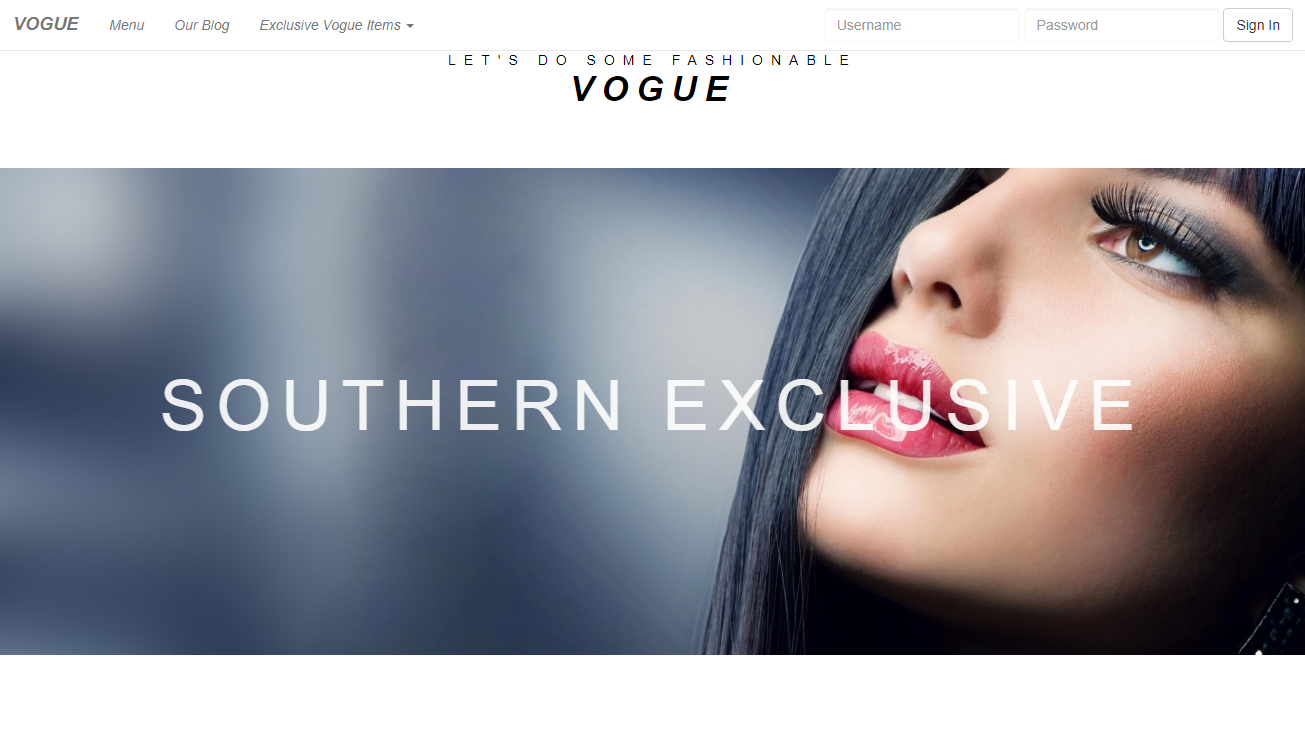 VOGUE Menu Our Blog Exclusive Vogue Items Username Password Sign In
LET'S DO SOME FASHIONABLE
VOGUE
SOUTHERN EXCLUSIVE